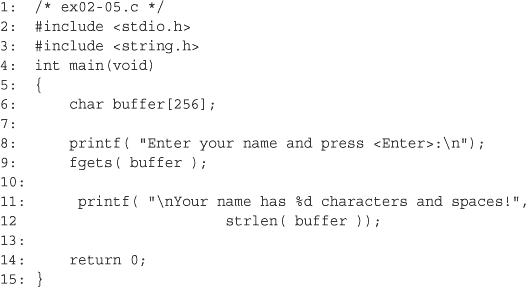 1:  /* ex02-05.c */
2:  #include <stdio.h>
3:  #include <string.h>
4:  int main(void)
5:  {
6:      char buffer[256];
7:
8:      printf( "Enter your name and press <Enter>:\n");
9:      fgets( buffer );
10:
11:      printf( "\nYour name has %d characters and spaces!",
12                     strlen( buffer ));
13:
14:     return 0;
15: }